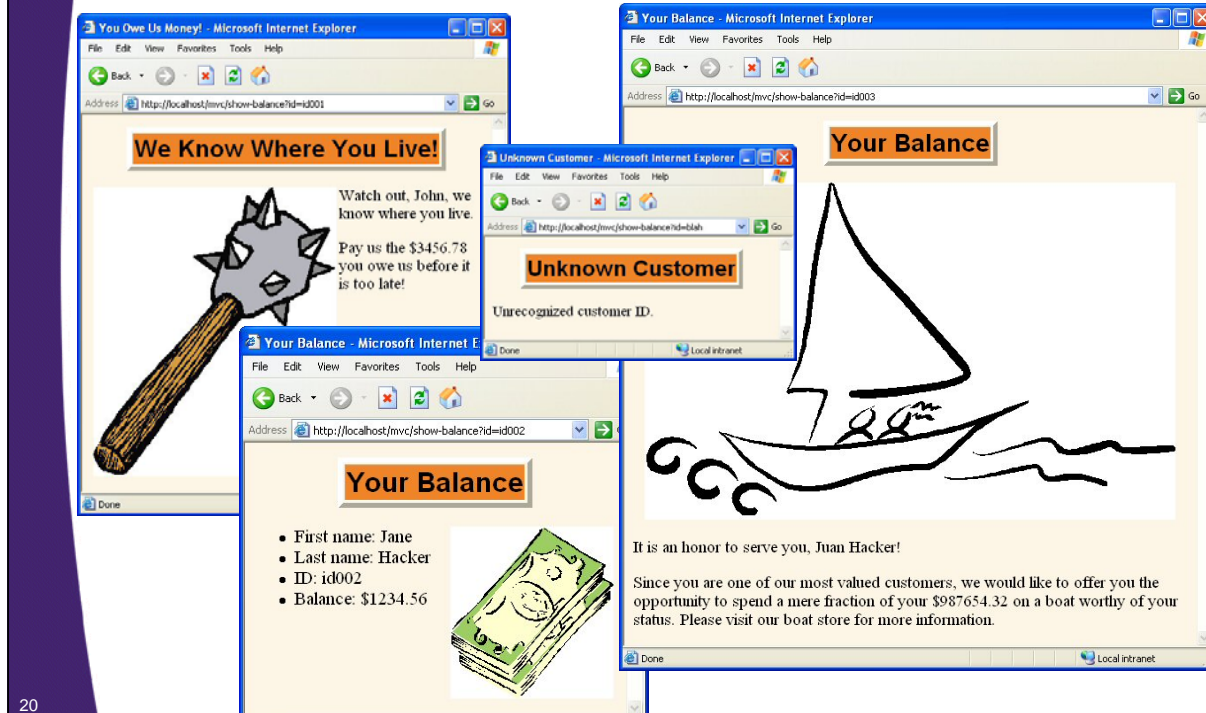 You Owe Us Money! - Microsoft Internet Explorer
File Edit View Favorites Tools Help
Back
Address http://localhost/mvc/show-balance?id=id001 Go
We Know Where You Live!
Watch out, John, we
know where you live.
Pay us the $3456.78
you owe us before it
is too late!
Done
Unknown Customer - Microsoft Internet Explorer
File Edit View Favorites Tools Help
Back
Address http://localhost/mvc/show-balance?id=blah Go
Unknown Customer
Unrecognized customer ID.
Done Local intranet
Your Balance - Microsoft Internet E
File Edit View Favorites Tools Help
Back
Address http://localhost/mvc/show-balance?id=id002
Your Balance
• First name: Jane
• Last name: Hacker
• ID: id002
• Balance: $1234.56
Your Balance - Microsoft Internet Explorer
File Edit View Favorites Tools Help
Back
Address http://localhost/mvc/show-balance?id=id003 Go
Your Balance
It is an honor to serve you, Juan Hacker!
Since you are one of our most valued customers, we would like to offer you the
opportunity to spend a mere fraction of your $987654.32 on a boat worthy of your
status. Please visit our boat store for more information.
Done Local intranet
20